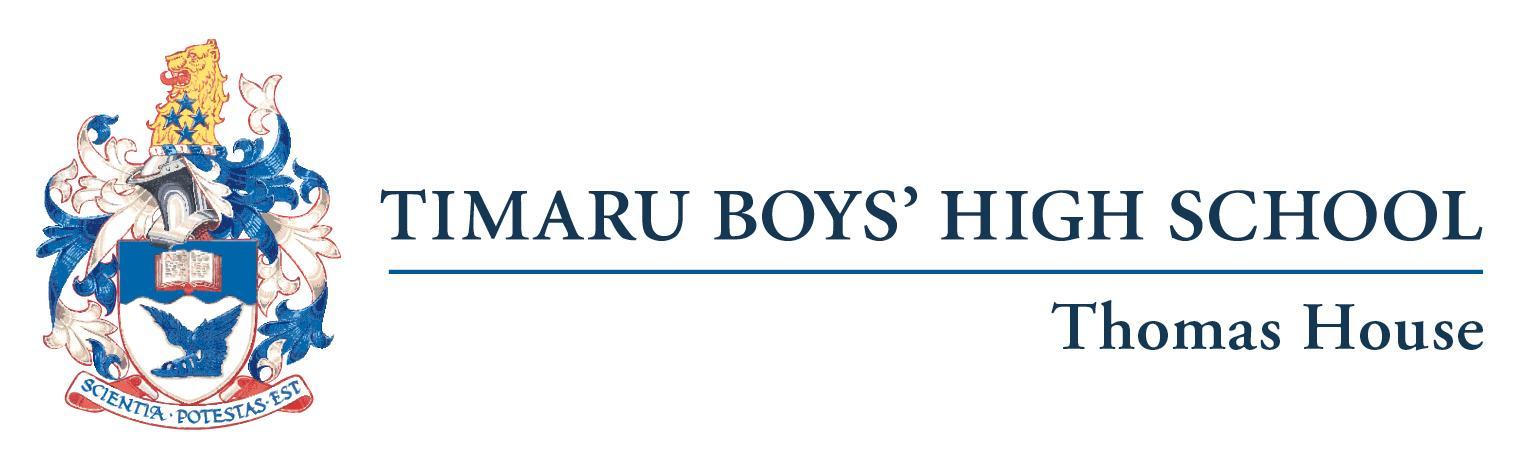 TIMARU BOYS’ HIGH SCHOOL
Thomas House
SCIENTIA · POTESTAS · EST